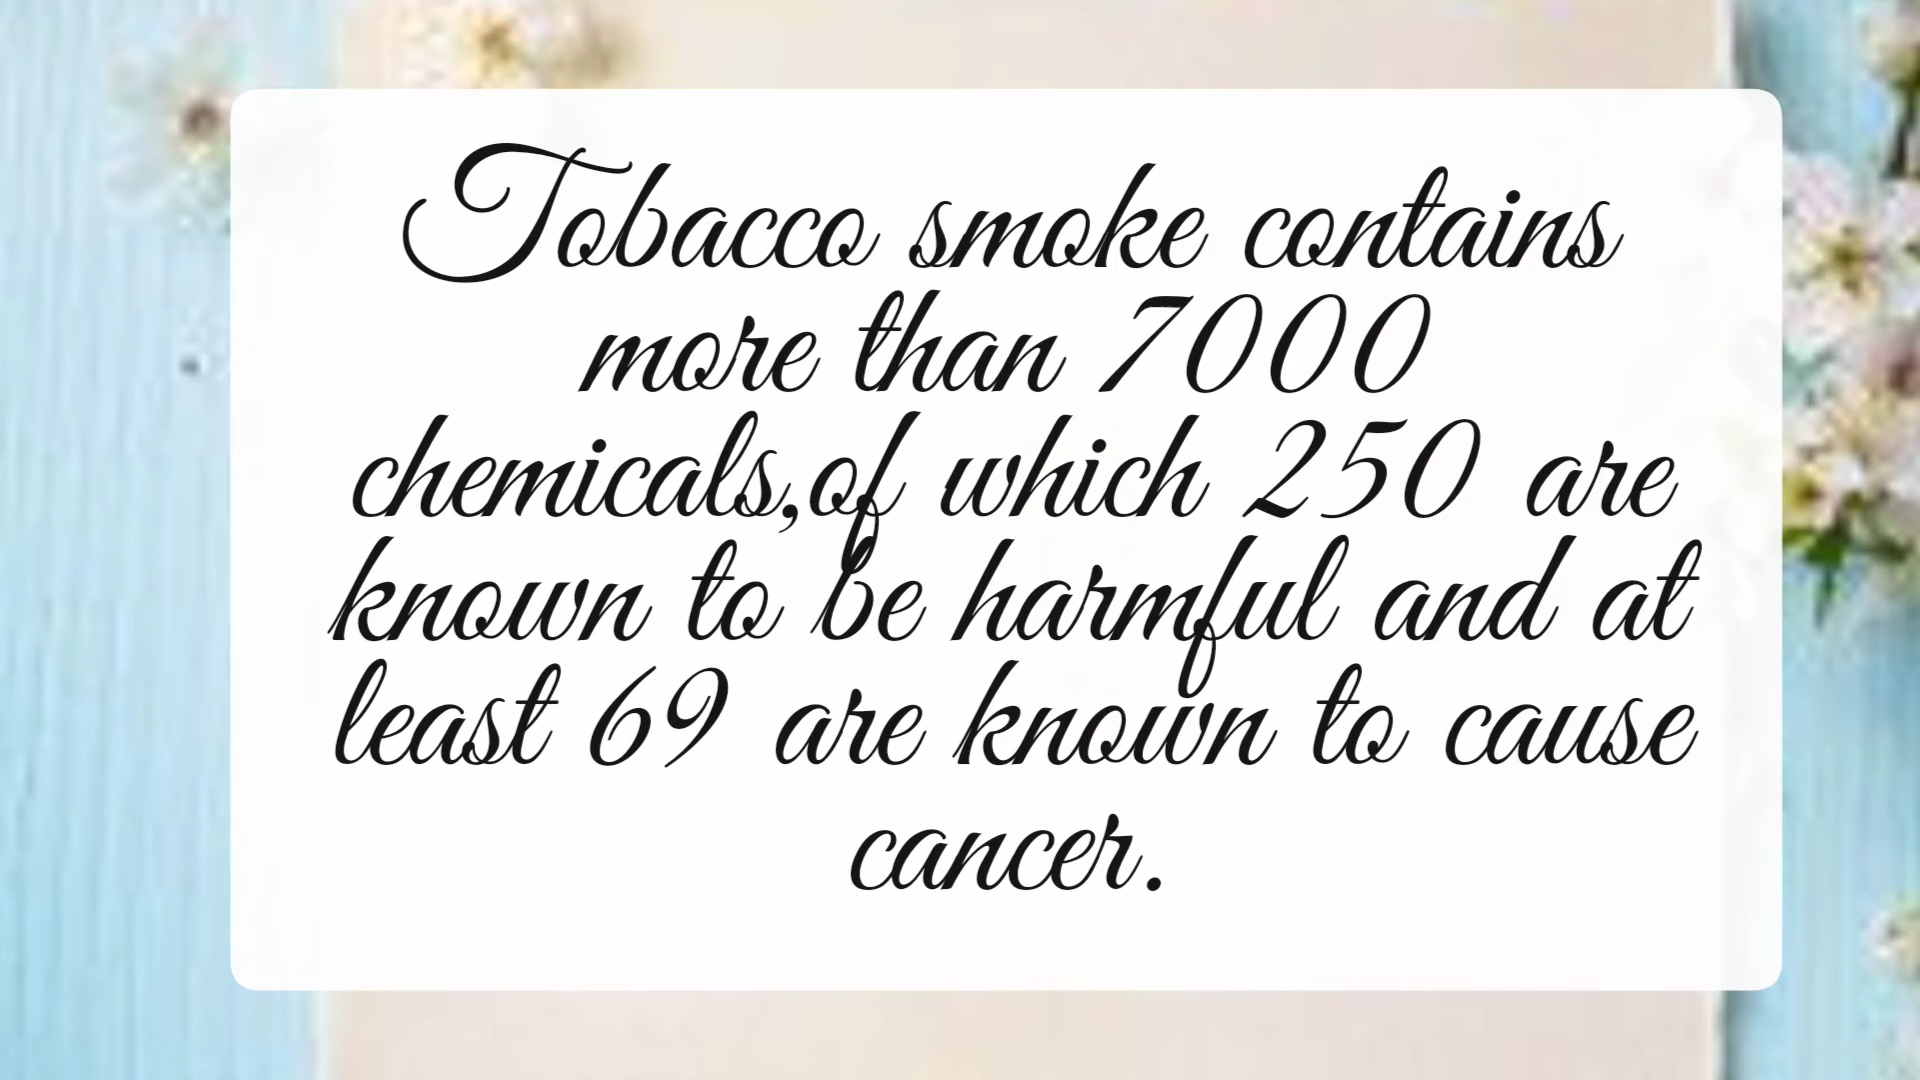 Tobacco smoke contains
more than 7000
chemicals,of which 250 are
known to be harmful and at
least 69 are known to cause
cancer.